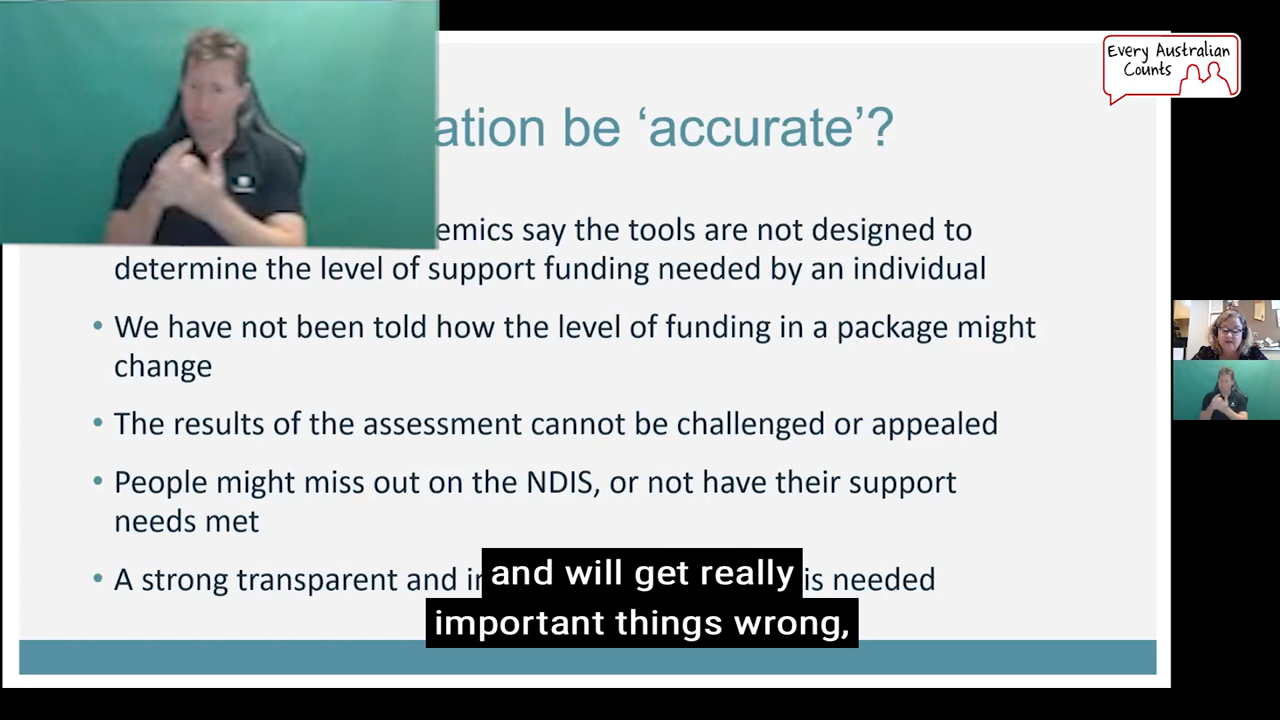 Every Australian
Counts
ation be ‘accurate’?
emics say the tools are not designed to
determine the level of support funding needed by an individual
• We have not been told how the level of funding in a package might
change
• The results of the assessment cannot be challenged or appealed
• People might miss out on the NDIS, or not have their support
needs met
• A strong transparent and in is needed
and will get really
important things wrong,